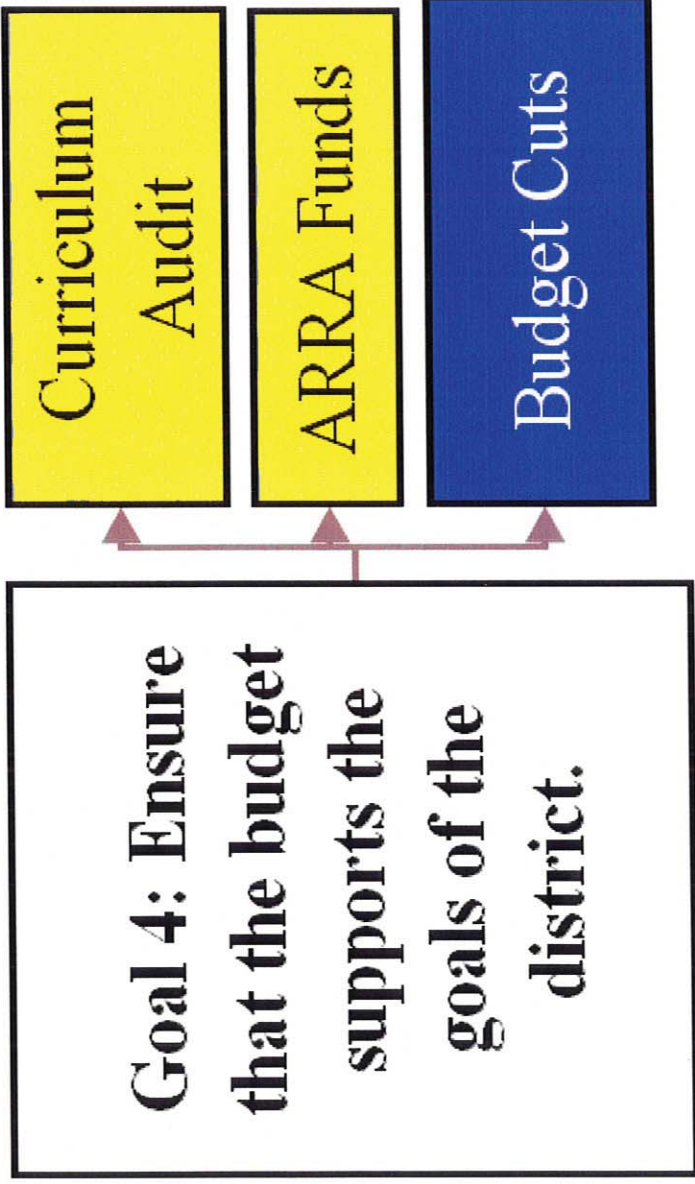 Goal 4: Ensure
that the budget
supports the
goals of the
district.
Curriculum
Audit
ARRA Funds
Budget Cuts